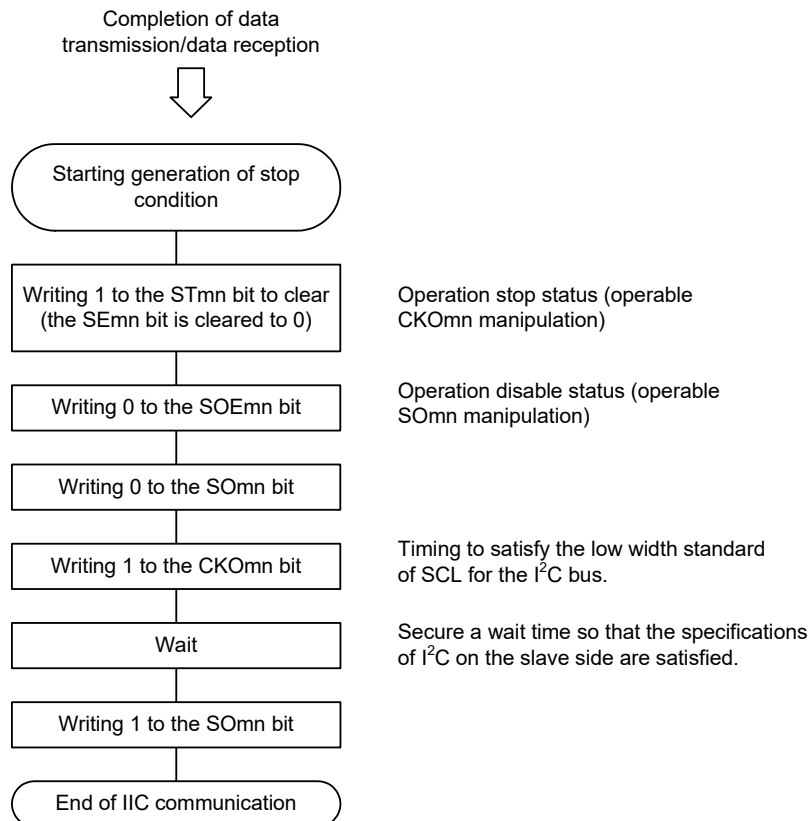 Completion of data
transmission/data reception
Starting generation of stop
condition
Writing 1 to the STmn bit to clear
(the SEmn bit is cleared to 0)
Operation stop status (operable
CKOmn manipulation)
Writing 0 to the SOEmn bit
Operation disable status (operable
SOmn manipulation)
Writing 0 to the SOmn bit
Writing 1 to the CKOmn bit
Timing to satisfy the low width standard
of SCL for the I²C bus.
Wait
Secure a wait time so that the specifications
of I²C on the slave side are satisfied.
Writing 1 to the SOmn bit
End of IIC communication